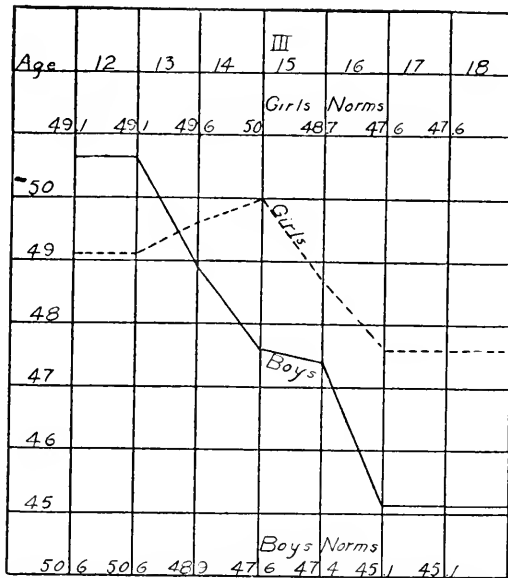 III
Age 12 13 14 15 16 17 18
Girls Norms
49.1 49.1 49.6 50 48.7 47.6 47.6
50
Girls
49
48
Boys
47
46
45
Boys Norms
50.6 50.6 48.9 47.6 47.4 45.1 45.1